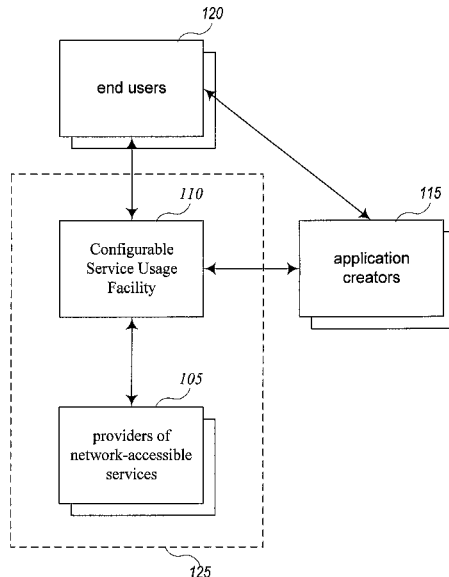 120
end users
110
Configurable
Service Usage
Facility
115
application
creators
105
providers of
network-accessible
services
125